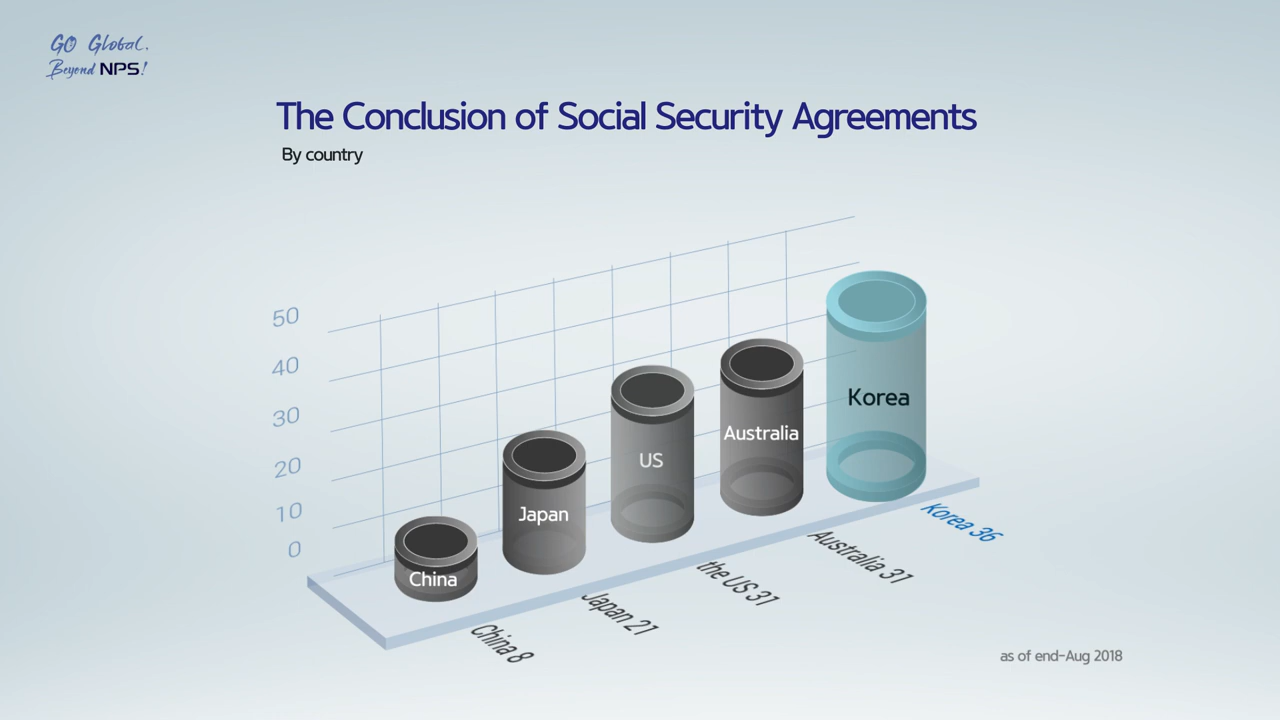 GO Global.
Beyond NPS!
The Conclusion of Social Security Agreements
By country
50
40
30
20
10
0
China
Japan
US
Australia
Korea
China 8
Japan 21
the US 31
Australia 31
Korea 36
as of end-Aug 2018